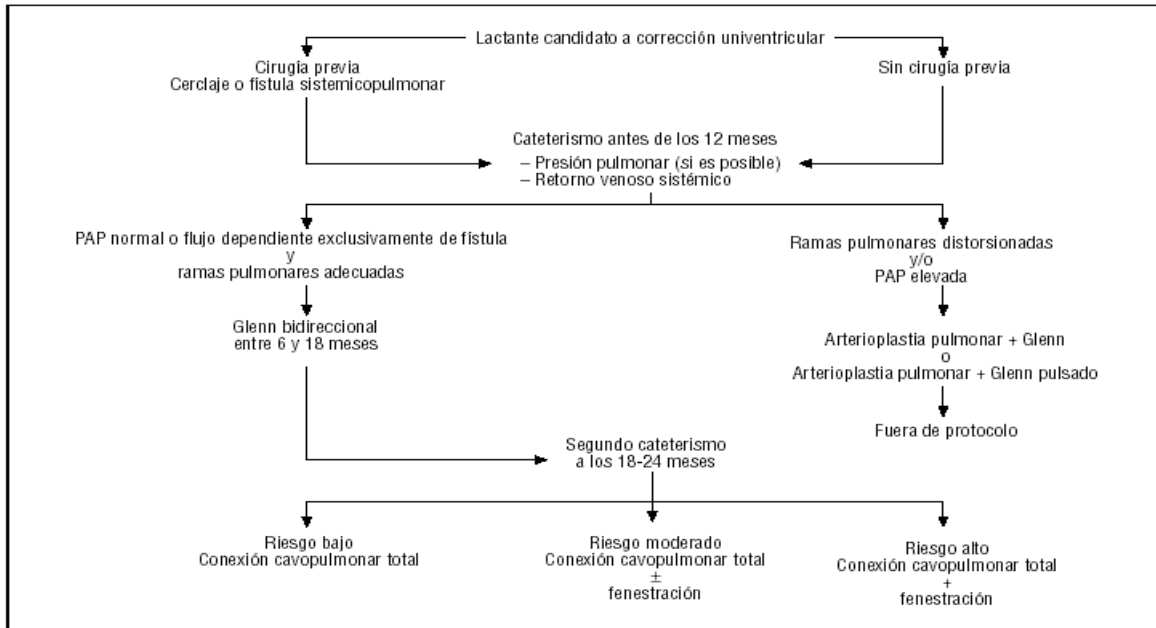 Lactante candidato a corrección univentricular
Cirugía previa
Cerclaje o fístula sistemicopulmonar
Sin cirugía previa
Cateterismo antes de los 12 meses
– Presión pulmonar (si es posible)
– Retorno venoso sistémico
PAP normal o flujo dependiente exclusivamente de fístula
y
ramas pulmonares adecuadas
Ramas pulmonares distorsionadas
y/o
PAP elevada
Glenn bidireccional
entre 6 y 18 meses
Arterioplastia pulmonar + Glenn
o
Arterioplastia pulmonar + Glenn pulsado
Fuera de protocolo
Segundo cateterismo
a los 18-24 meses
Riesgo bajo
Conexión cavopulmonar total
Riesgo moderado
Conexión cavopulmonar total
±
fenestración
Riesgo alto
Conexión cavopulmonar total
+
fenestración